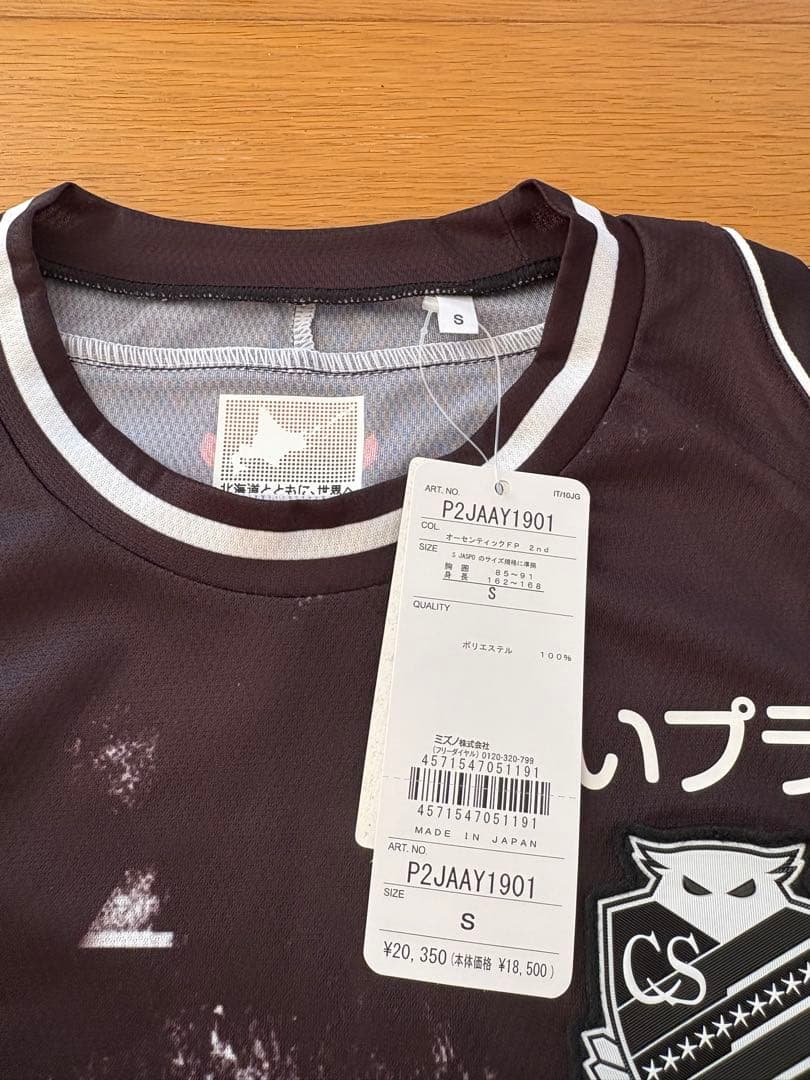 S
北海道とともに、世界へ
ART. NO.
IT/10JG
P2JAAY1901
COL.
オーセンティックFP 2nd
SIZE
S JASPO のサイズ規格に準拠
胸囲 85～91
身長 162～168
S
QUALITY
ポリエステル 100%
ミズノ株式会社
(フリーダイヤル) 0120-320-799
4571547051191
4571547051191
MADE IN JAPAN
ART. NO.
P2JAAY1901
SIZE
S
¥20,350(本体価格 ¥18,500)
いプラ
CS